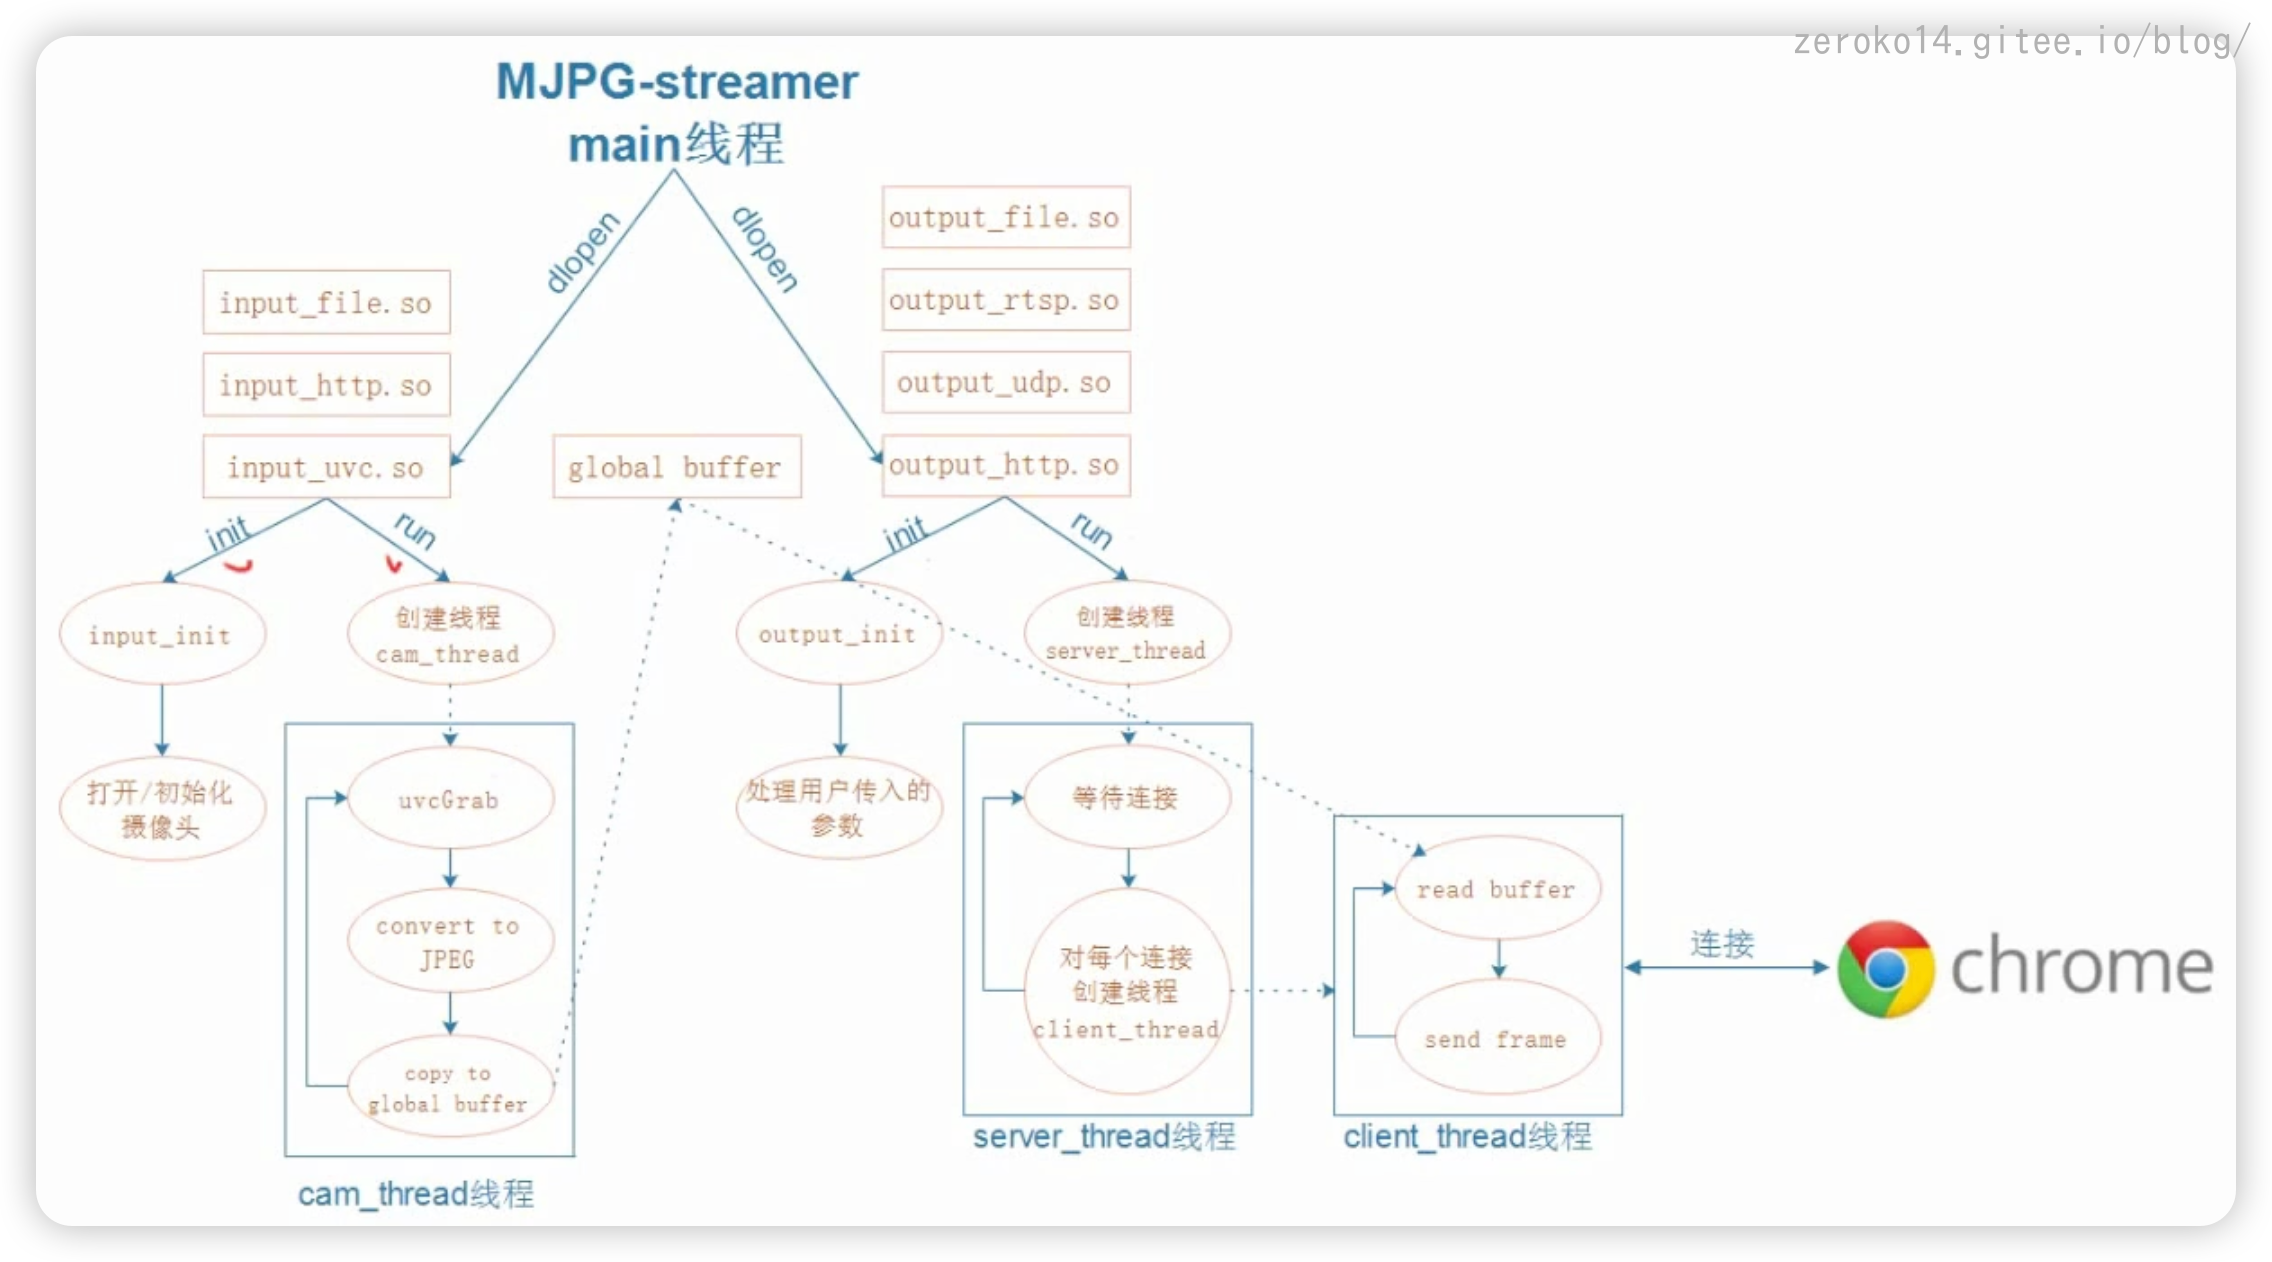 zeroko14.gitee.io/blog/
MJPG-streamer
main线程
dlopen
dlopen
input_file.so
input_http.so
input_uvc.so
global buffer
output_file.so
output_rtsp.so
output_udp.so
output_http.so
init
run
init
run
input_init
创建线程
cam_thread
output_init
创建线程
server_thread
打开/初始化
摄像头
uvcGrab
convert to
JPEG
copy to
global buffer
cam_thread线程
处理用户传入的
参数
等待连接
对每个连接
创建线程
client_thread
server_thread线程
read buffer
send frame
client_thread线程
连接
chrome